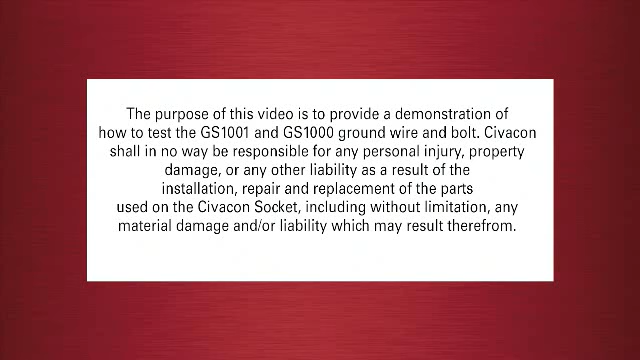 The purpose of this video is to provide a demonstration of
how to test the GS1001 and GS1000 ground wire and bolt. Civacon
shall in no way be responsible for any personal injury, property
damage, or any other liability as a result of the
installation, repair and replacement of the parts
used on the Civacon Socket, including without limitation, any
material damage and/or liability which may result therefrom.